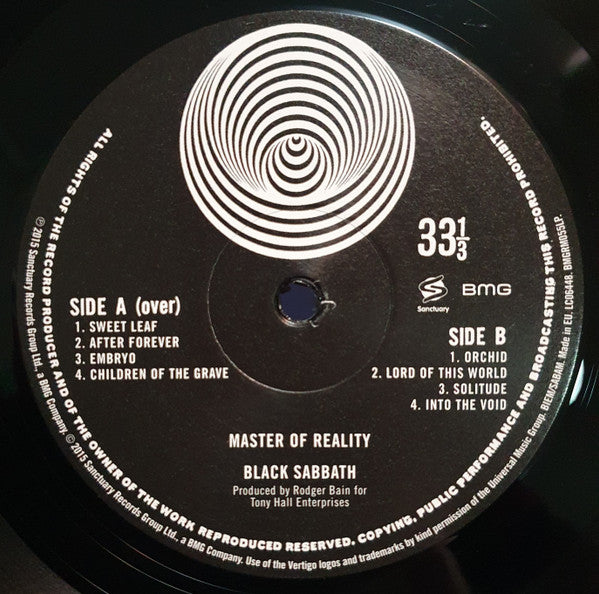 33 1/3
Sanctuary
BMG
SIDE A (over)
1. SWEET LEAF
2. AFTER FOREVER
3. EMBRYO
4. CHILDREN OF THE GRAVE
SIDE B
1. ORCHID
2. LORD OF THIS WORLD
3. SOLITUDE
4. INTO THE VOID
MASTER OF REALITY
BLACK SABBATH
Produced by Rodger Bain for
Tony Hall Enterprises
ALL RIGHTS OF THE RECORD PRODUCER AND OF THE OWNER OF THE WORK REPRODUCED RESERVED. COPYING, PUBLIC PERFORMANCE AND BROADCASTING THIS RECORD PROHIBITED.
℗ 2015 Sanctuary Records Group Ltd., a BMG Company. © 2015 Sanctuary Records Group Ltd., a BMG Company. Use of the Vertigo logos and trademarks by kind permission of the Universal Music Group. BIEM/SABAM. Made in EU. LC06448. BMGRM055LP.